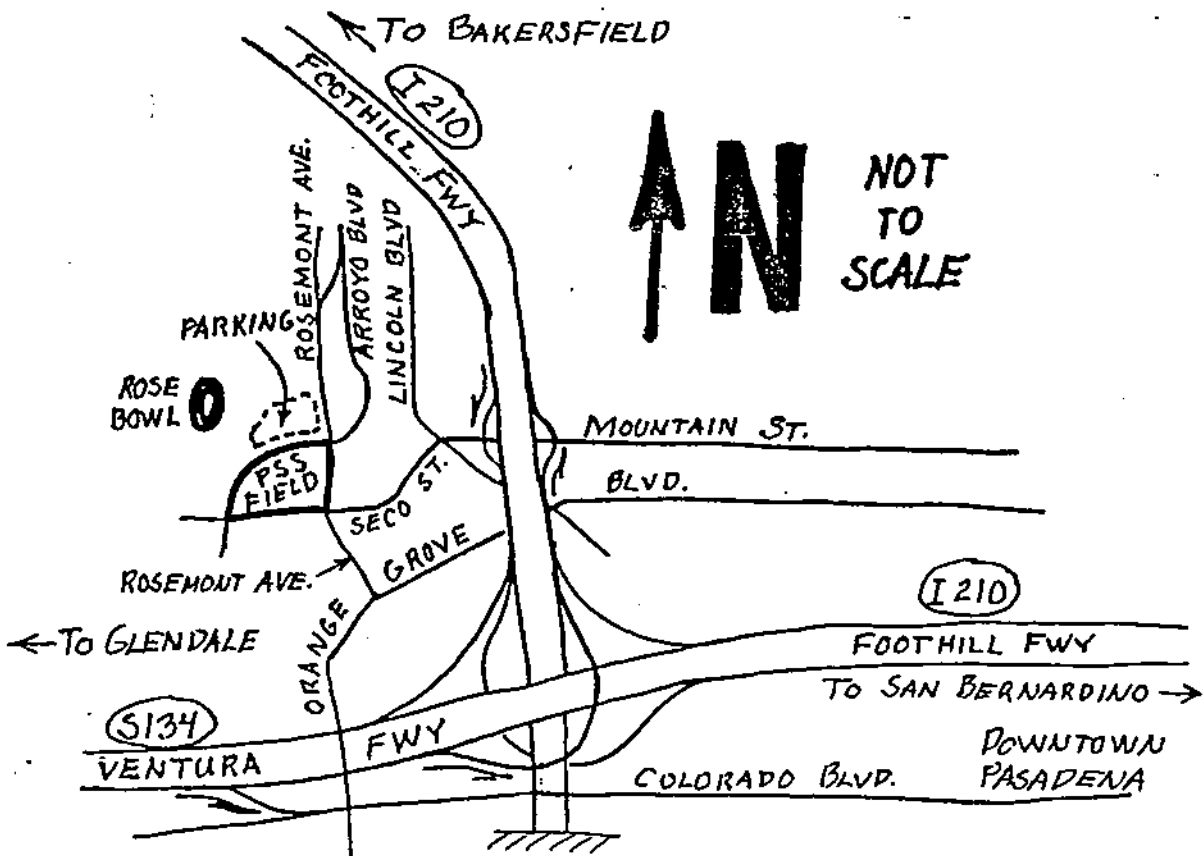 TO BAKERSFIELD
I 210
FOOTHILL FWY
N
NOT
TO
SCALE
ROSEMONT AVE.
ARROYO BLVD
LINCOLN BLVD
PARKING
ROSE
BOWL
MOUNTAIN ST.
PSS
FIELD
SECO ST.
BLVD.
GROVE
ROSEMONT AVE.
ORANGE
I 210
TO GLENDALE
FOOTHILL FWY
TO SAN BERNARDINO
S134
VENTURA
FWY
DOWNTOWN
PASADENA
COLORADO BLVD.